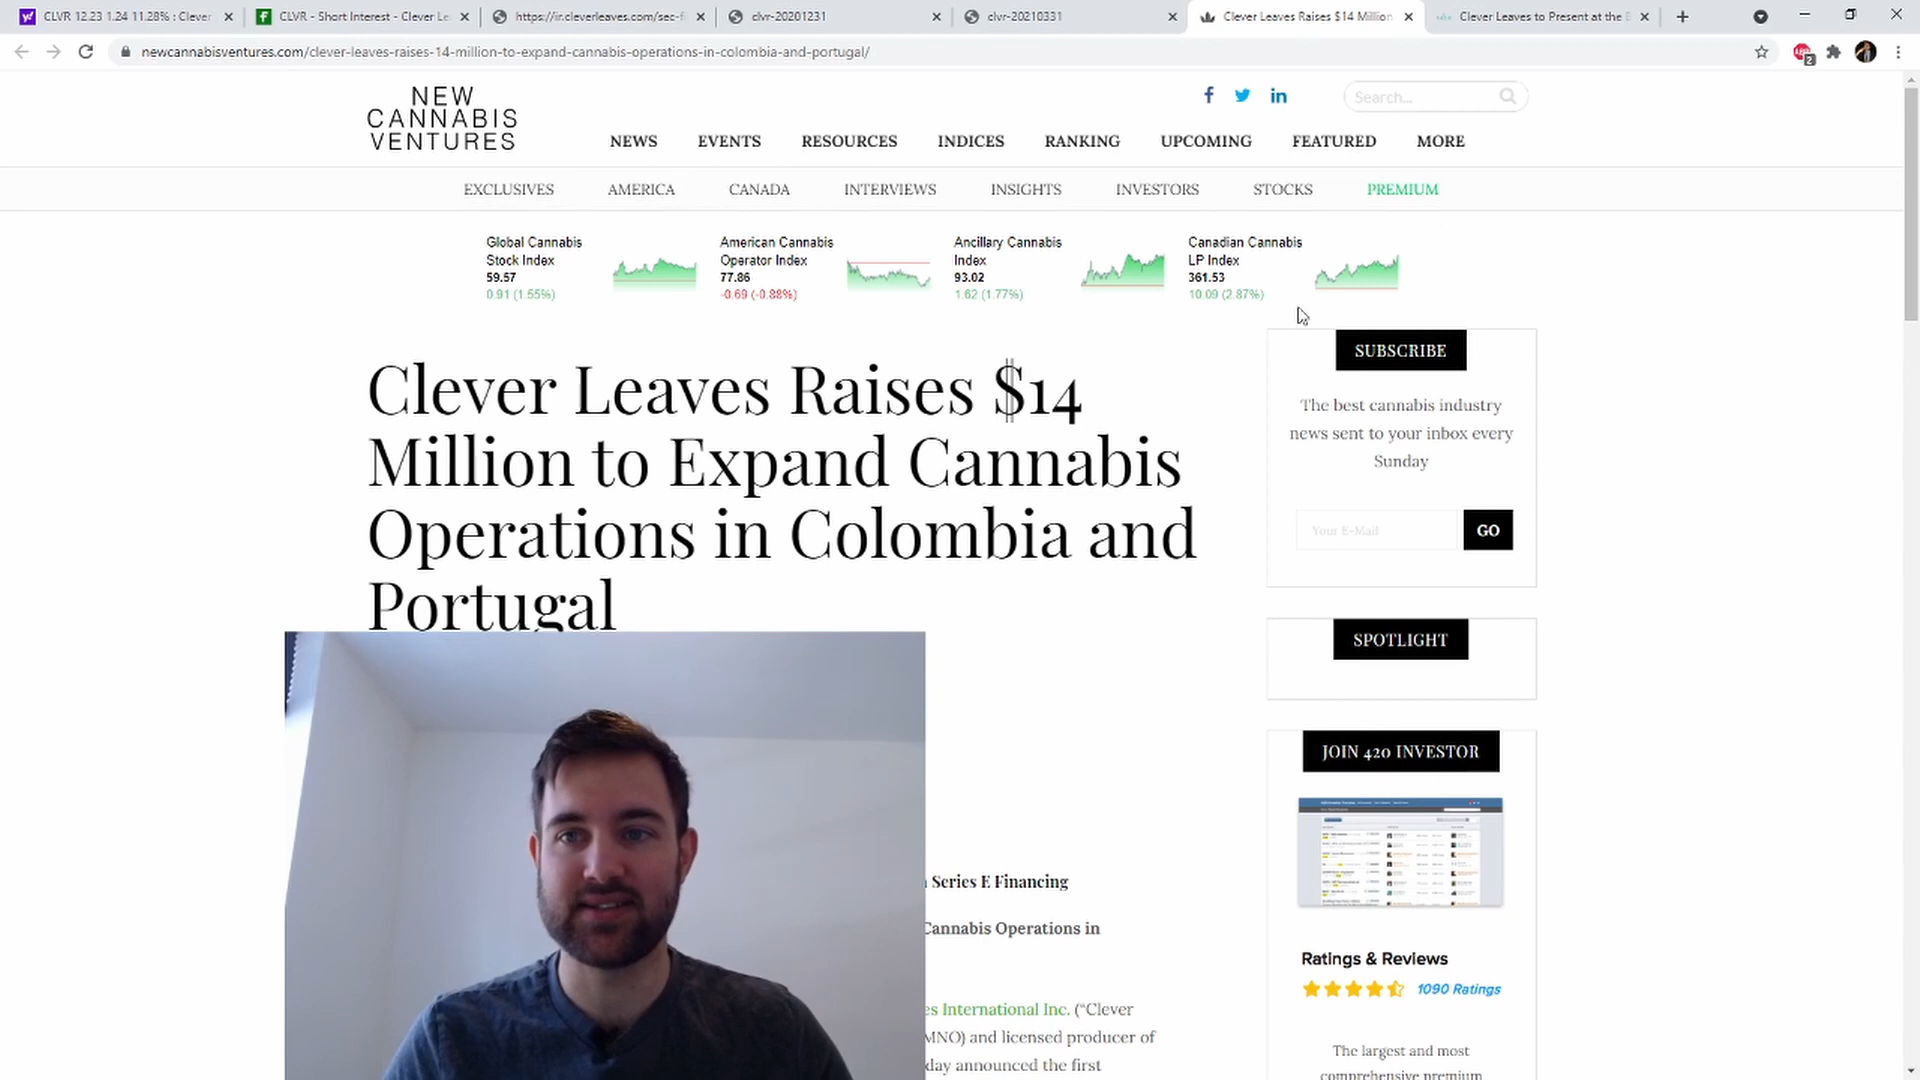 CLVR 12.23 1.24 11.28% : Clever
CLVR - Short Interest - Clever Le
https://ir.cleverleaves.com/sec-f
clvr-20201231
clvr-20210331
Clever Leaves Raises $14 Million
Clever Leaves to Present at the
newcannabisventures.com/clever-leaves-raises-14-million-to-expand-cannabis-operations-in-colombia-and-portugal/
2
NEW
CANNABIS
VENTURES
Search...
NEWS EVENTS RESOURCES INDICES RANKING UPCOMING FEATURED MORE
EXCLUSIVES AMERICA CANADA INTERVIEWS INSIGHTS INVESTORS STOCKS PREMIUM
Global Cannabis
Stock Index
59.57
0.91 (1.55%)
American Cannabis
Operator Index
77.86
-0.69 (-0.88%)
Ancillary Cannabis
Index
93.02
1.62 (1.77%)
Canadian Cannabis
LP Index
361.53
10.09 (2.87%)
Clever Leaves Raises $14
Million to Expand Cannabis
Operations in Colombia and
Portugal
Series E Financing
Cannabis Operations in
es International Inc. (“Clever
MNO) and licensed producer of
day announced the first
SUBSCRIBE
The best cannabis industry
news sent to your inbox every
Sunday
Your E-Mail
GO
SPOTLIGHT
JOIN 420 INVESTOR
Ratings & Reviews
1090 Ratings
The largest and most
comprehensive premium